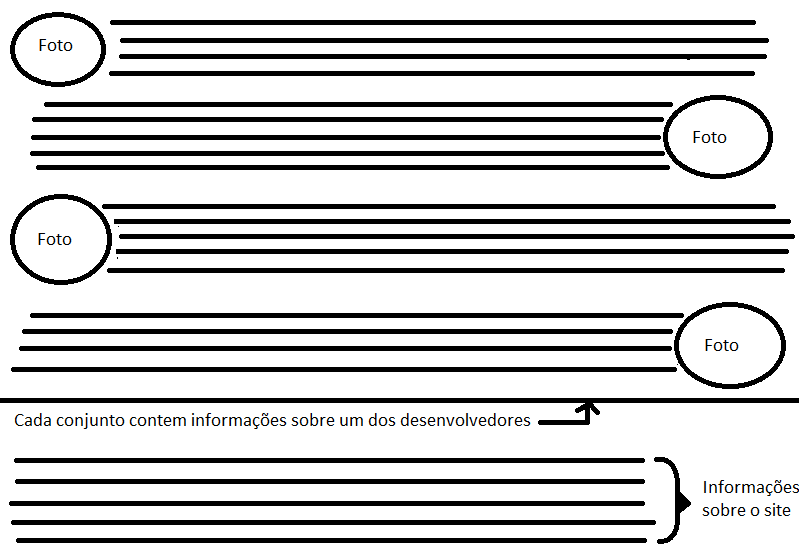 Foto
Foto
Foto
Foto
Cada conjunto contem informações sobre um dos desenvolvedores
Informações
sobre o site